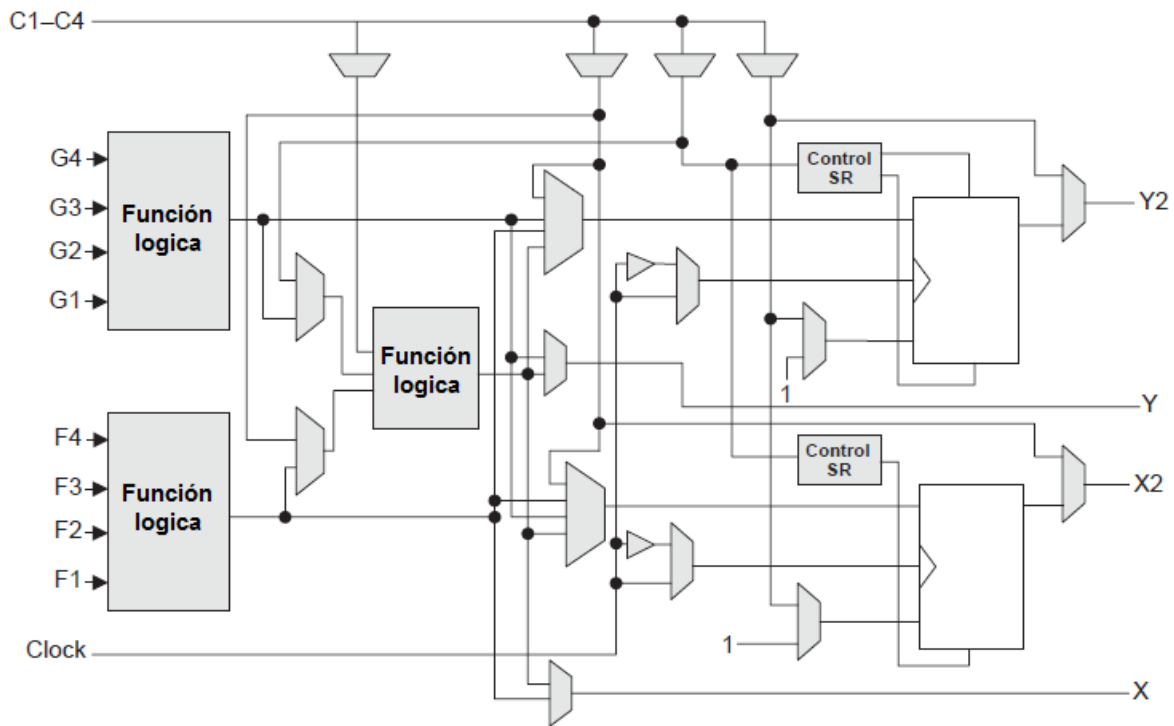 C1–C4
G4
G3
G2
G1
Función
logica
Control
SR
Y2
1
Función
logica
Y
F4
F3
F2
F1
Función
logica
Control
SR
X2
Clock
1
X